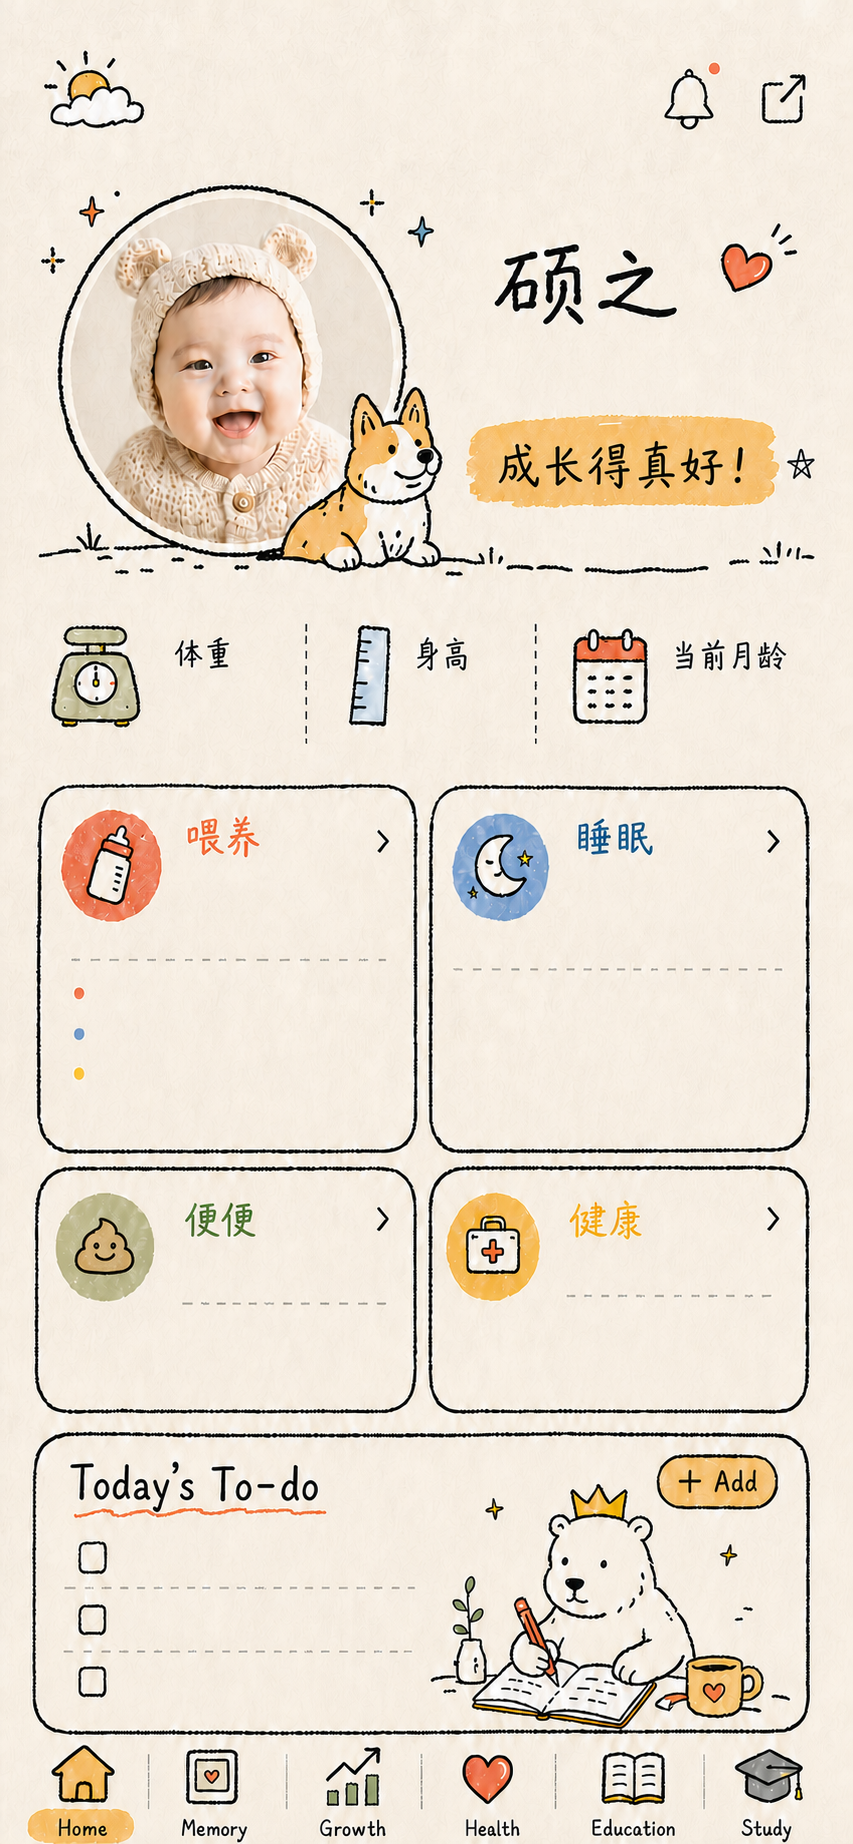 硕之
成长得真好!
体重
身高
当前月龄
喂养
睡眠
便便
健康
Today's To-do
+ Add
Home
Memory
Growth
Health
Education
Study